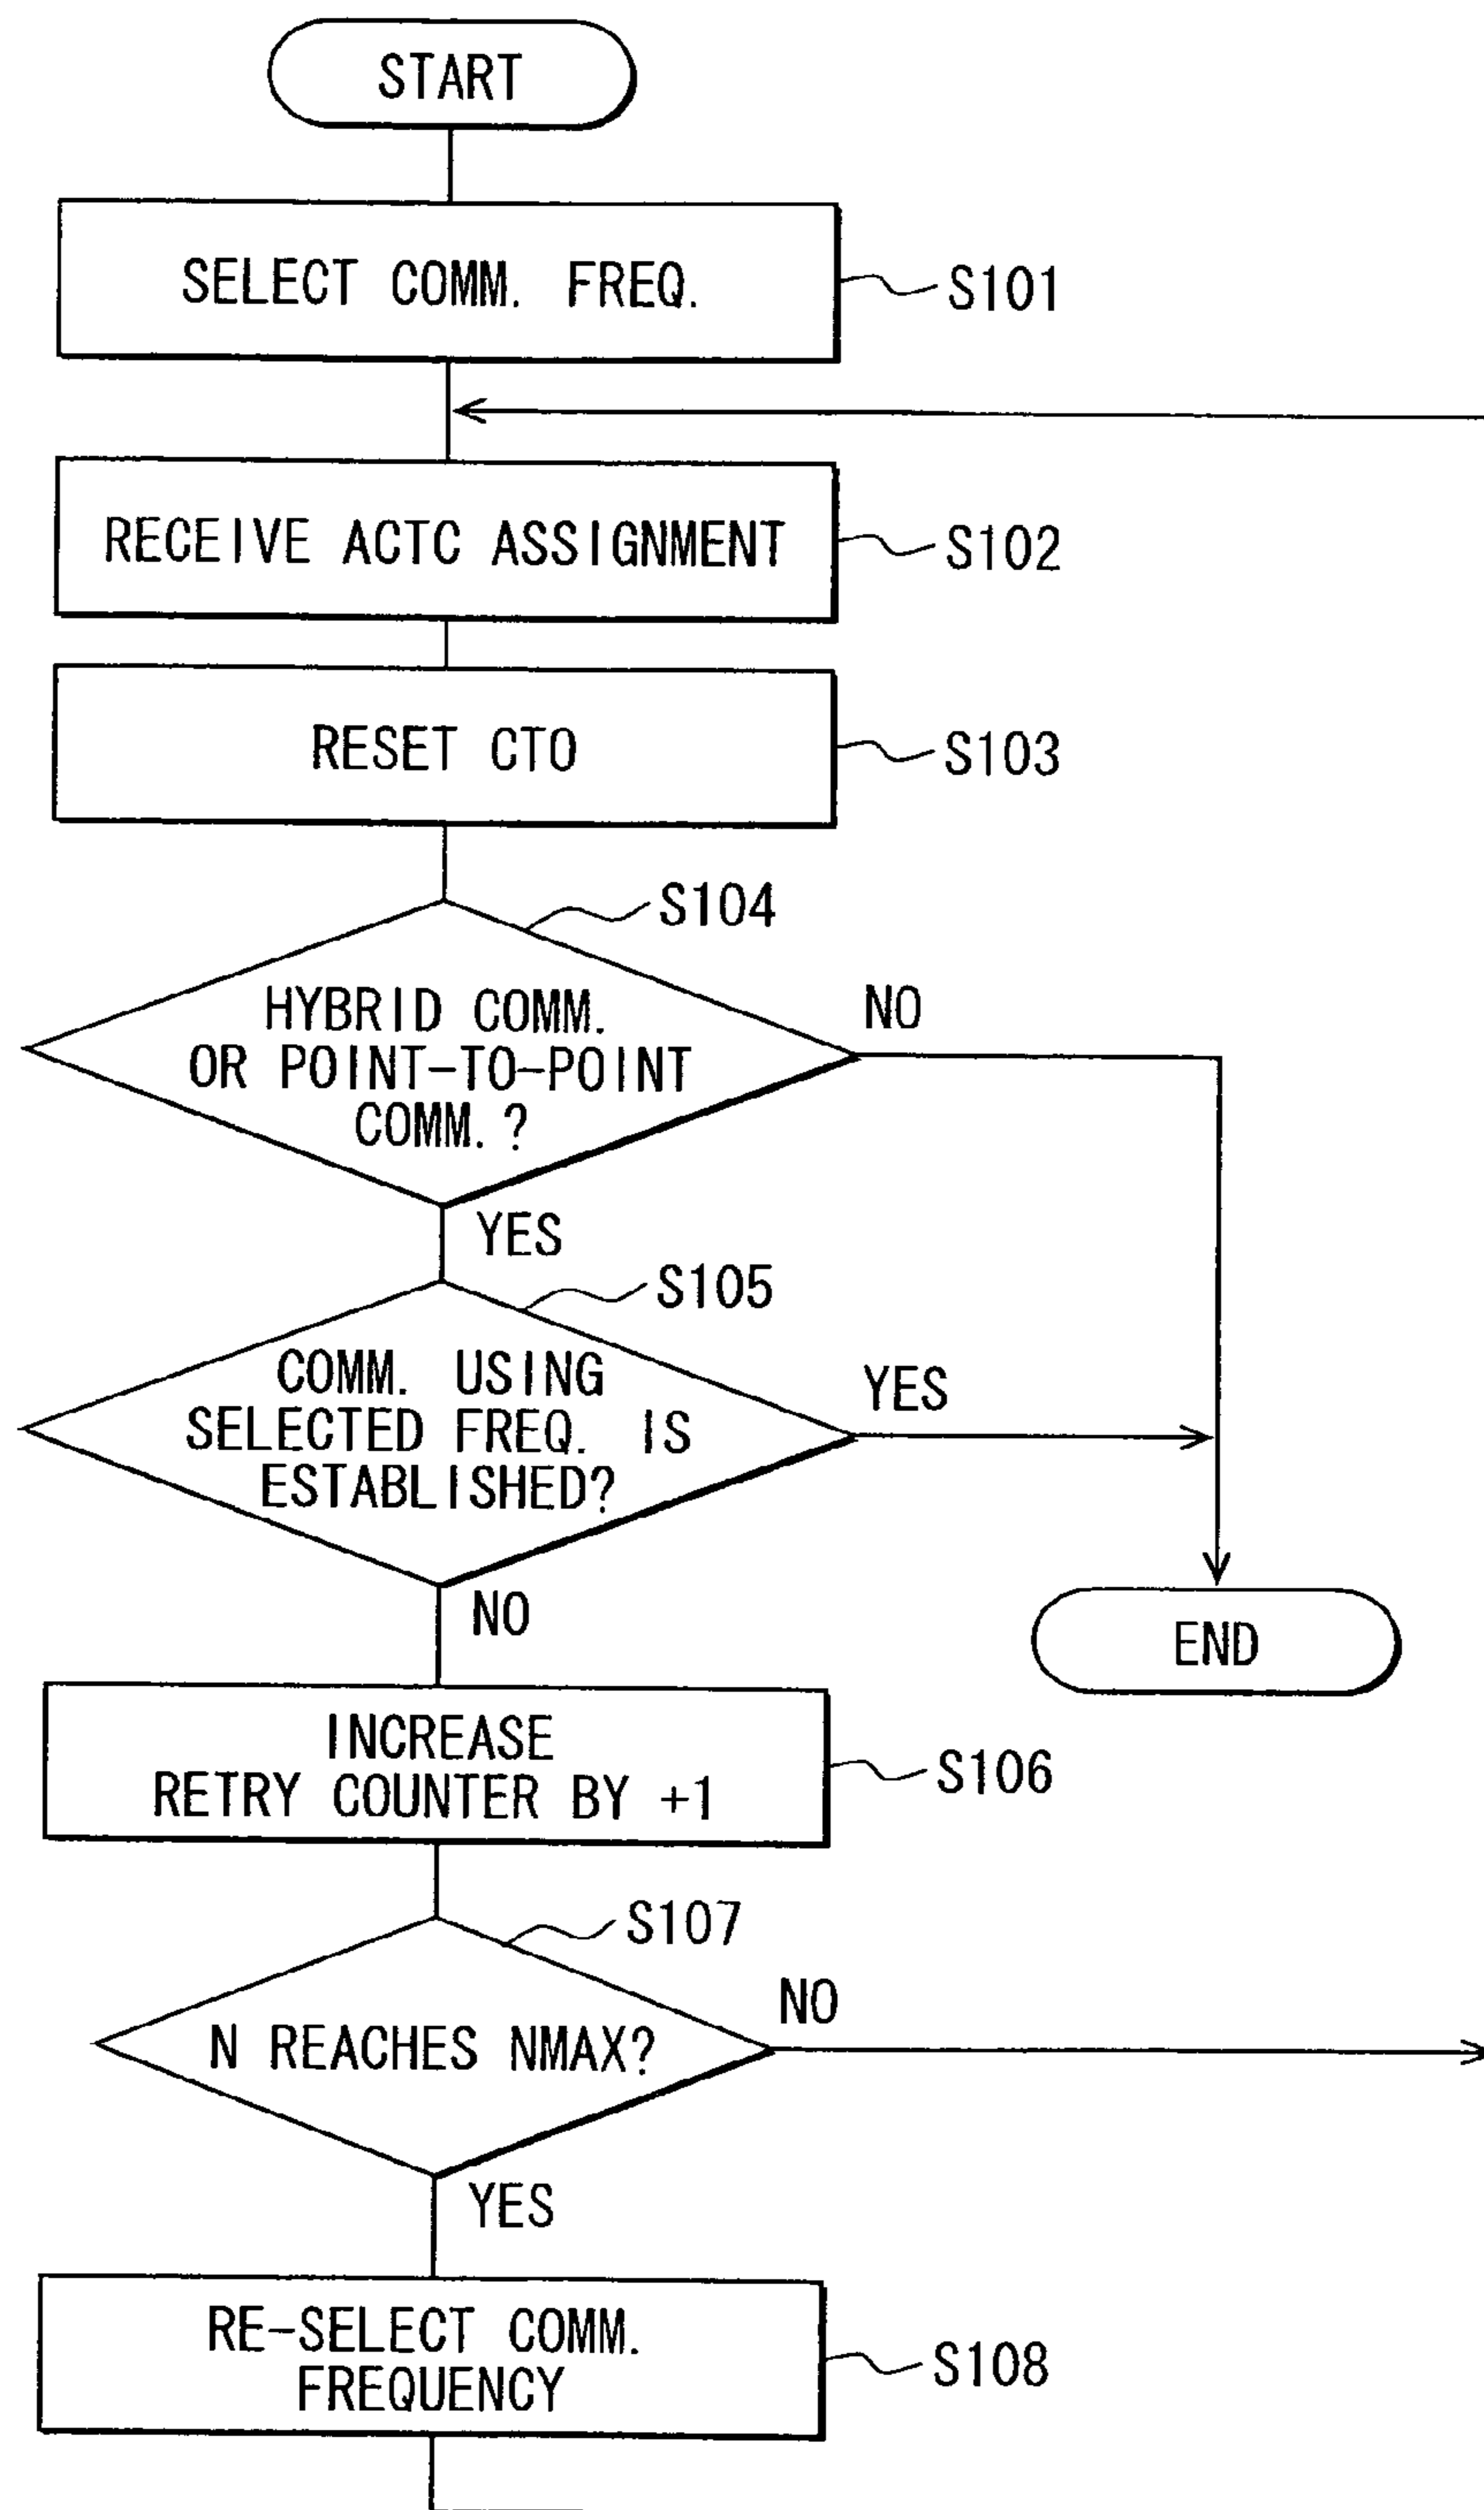 START
SELECT COMM. FREQ.
S101
RECEIVE ACTC ASSIGNMENT
S102
RESET CTO
S103
S104
HYBRID COMM.
OR POINT-TO-POINT
COMM. ?
NO
YES
S105
COMM. USING
SELECTED FREQ. IS
ESTABLISHED?
YES
NO
END
INCREASE
RETRY COUNTER BY +1
S106
S107
N REACHES NMAX?
NO
YES
RE-SELECT COMM.
FREQUENCY
S108